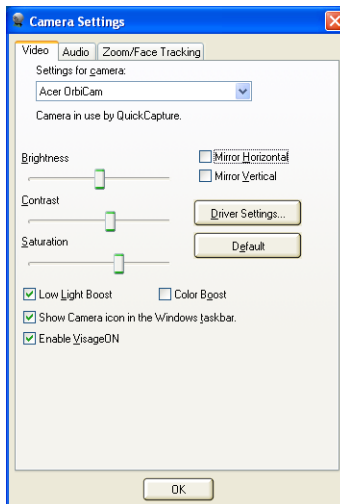 Camera Settings
Video Audio Zoom/Face Tracking
Settings for camera:
Acer OrbiCam
Camera in use by QuickCapture.
Brightness
Mirror Horizontal
Mirror Vertical
Contrast
Driver Settings...
Saturation
Default
Low Light Boost Color Boost
Show Camera icon in the Windows taskbar.
Enable VisageON
OK